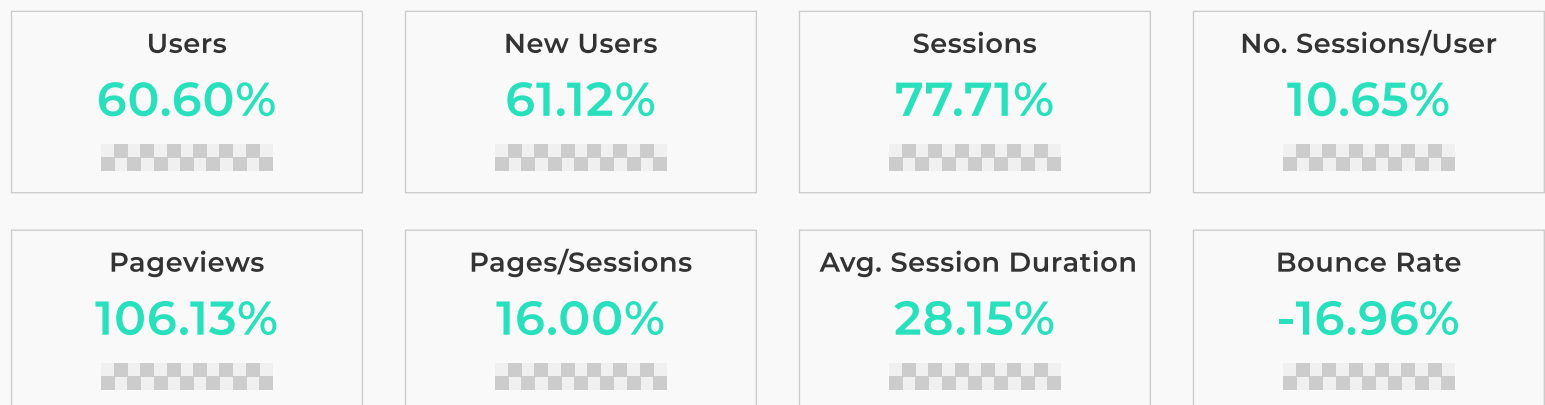 Users
60.60%
New Users
61.12%
Sessions
77.71%
No. Sessions/User
10.65%
Pageviews
106.13%
Pages/Sessions
16.00%
Avg. Session Duration
28.15%
Bounce Rate
-16.96%